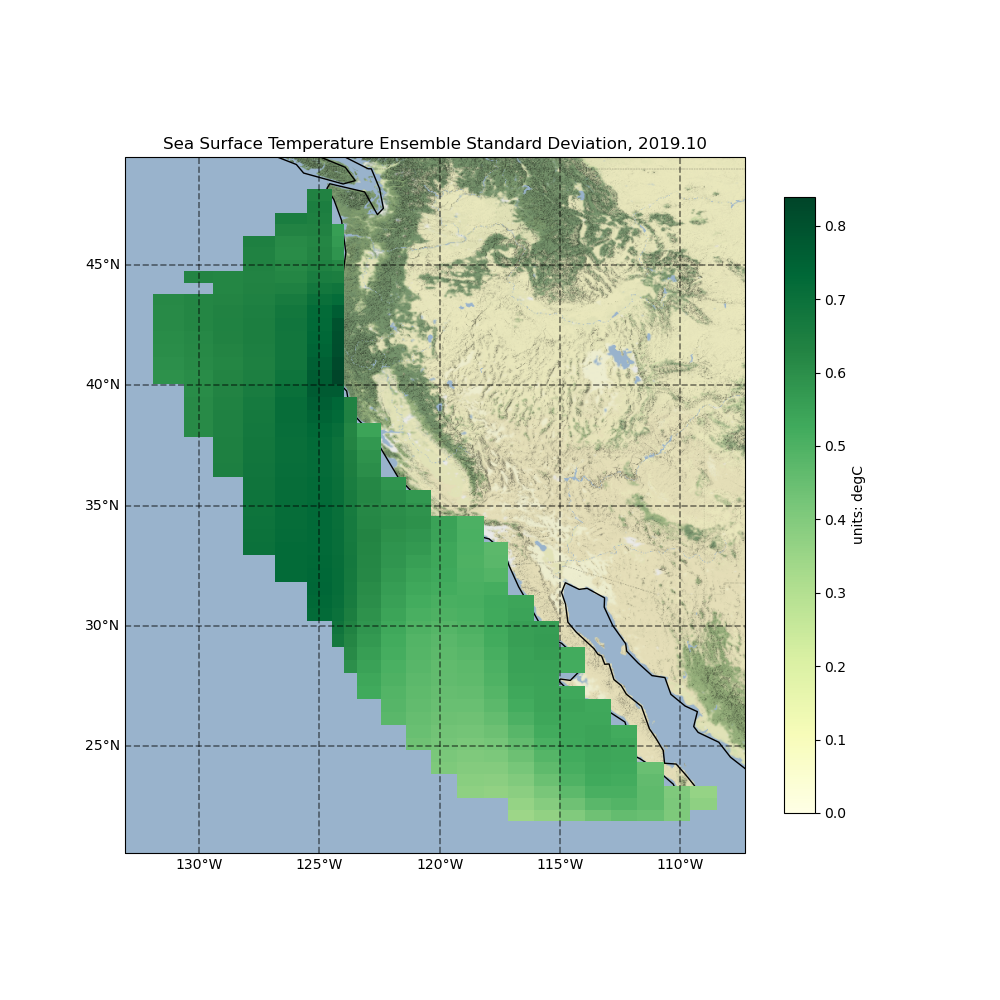 Sea Surface Temperature Ensemble Standard Deviation, 2019.10
45°N
40°N
35°N
30°N
25°N
130°W
125°W
120°W
115°W
110°W
0.8
0.7
0.6
0.5
0.4
0.3
0.2
0.1
0.0
units: degC